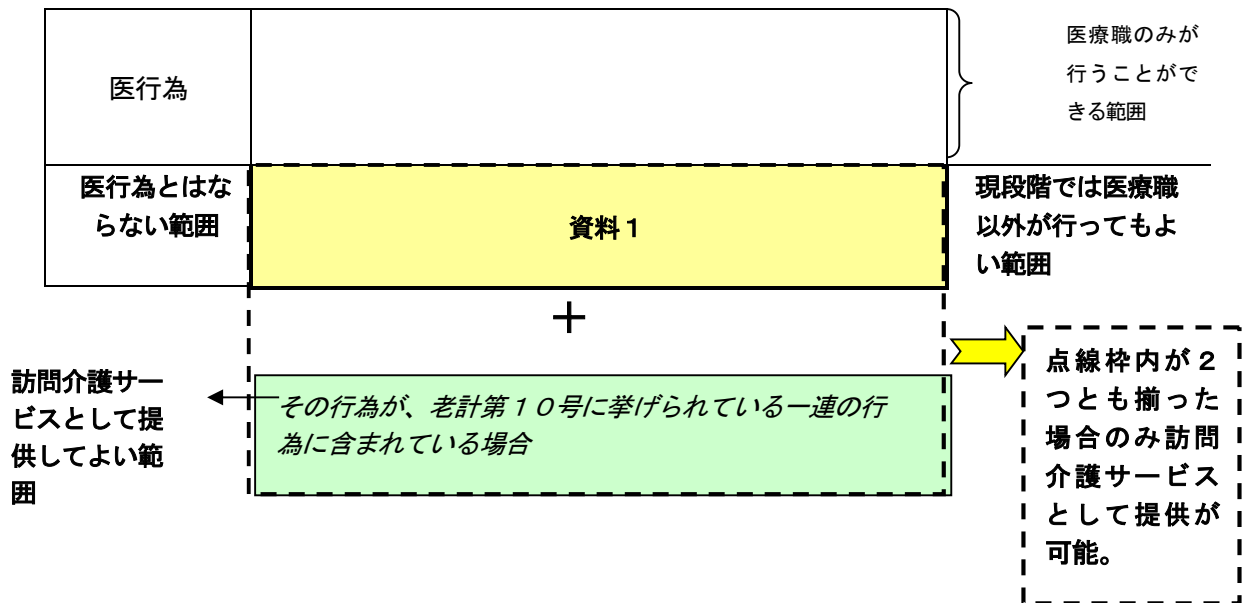 医行為
医療職のみが
行うことがで
きる範囲
医行為とはな
らない範囲
資料１
現段階では医療職
以外が行ってもよ
い範囲
＋
訪問介護サー
ビスとして提
供してよい範
囲
その行為が、老計第１０号に挙げられている一連の行
為に含まれている場合
点線枠内が２
つとも揃った
場合のみ訪問
介護サービス
として提供が
可能。